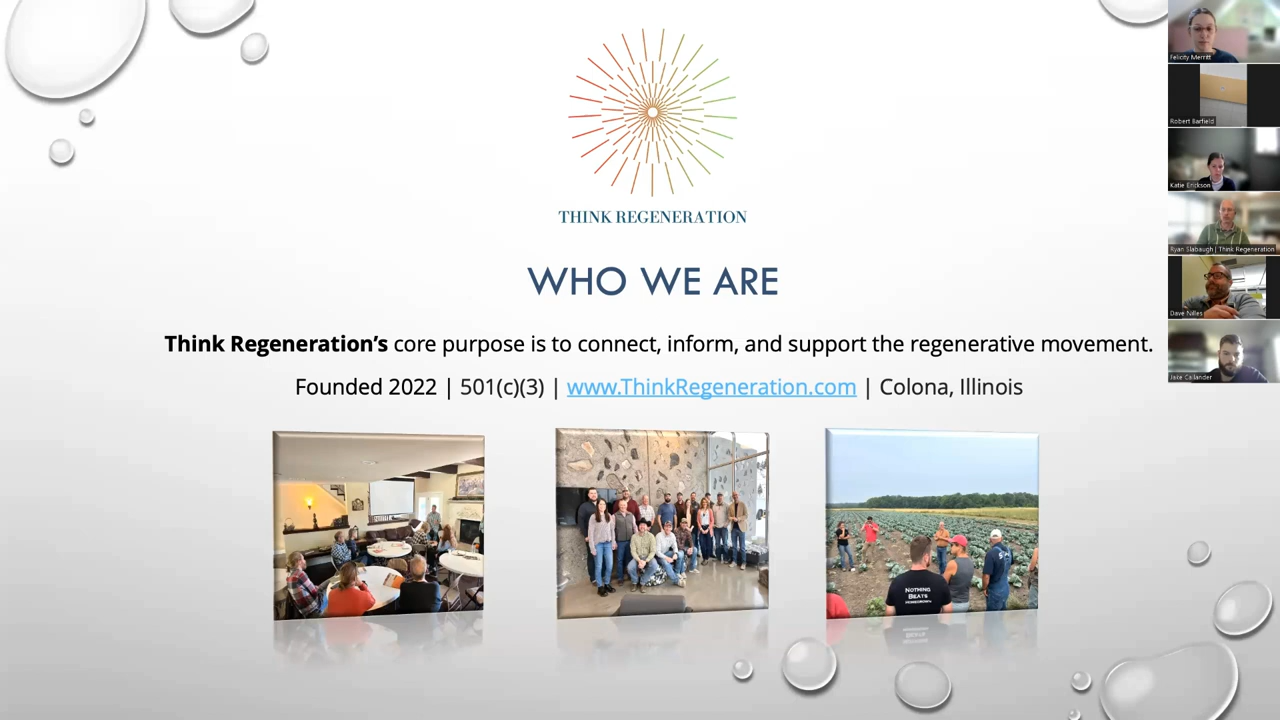 THINK REGENERATION
WHO WE ARE
Think Regeneration’s core purpose is to connect, inform, and support the regenerative movement.
Founded 2022 | 501(c)(3) | www.ThinkRegeneration.com | Colona, Illinois
NOTHING
BEATS
HOMEGROWN
Felicity Merritt
Robert Barfield
Katie Erickson
Ryan Slabaugh | Think Regeneration
Dave Nilles
Jake Callander